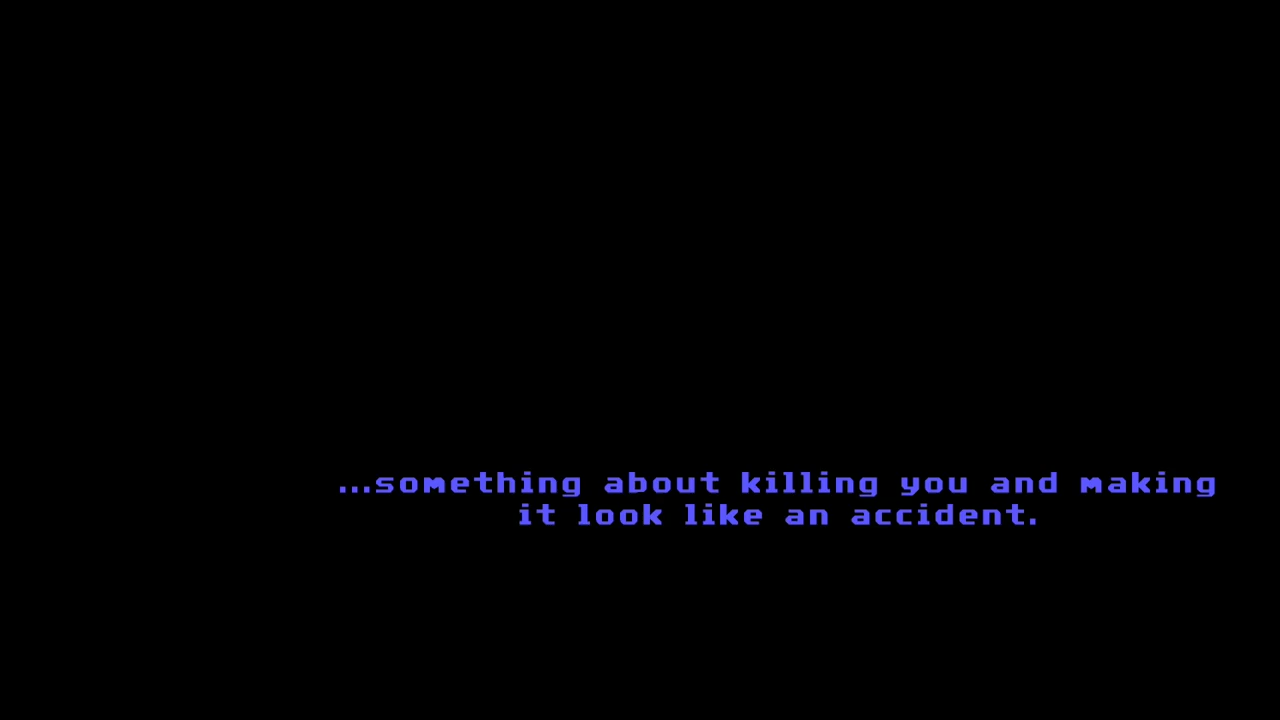 ...something about killing you and making
it look like an accident.